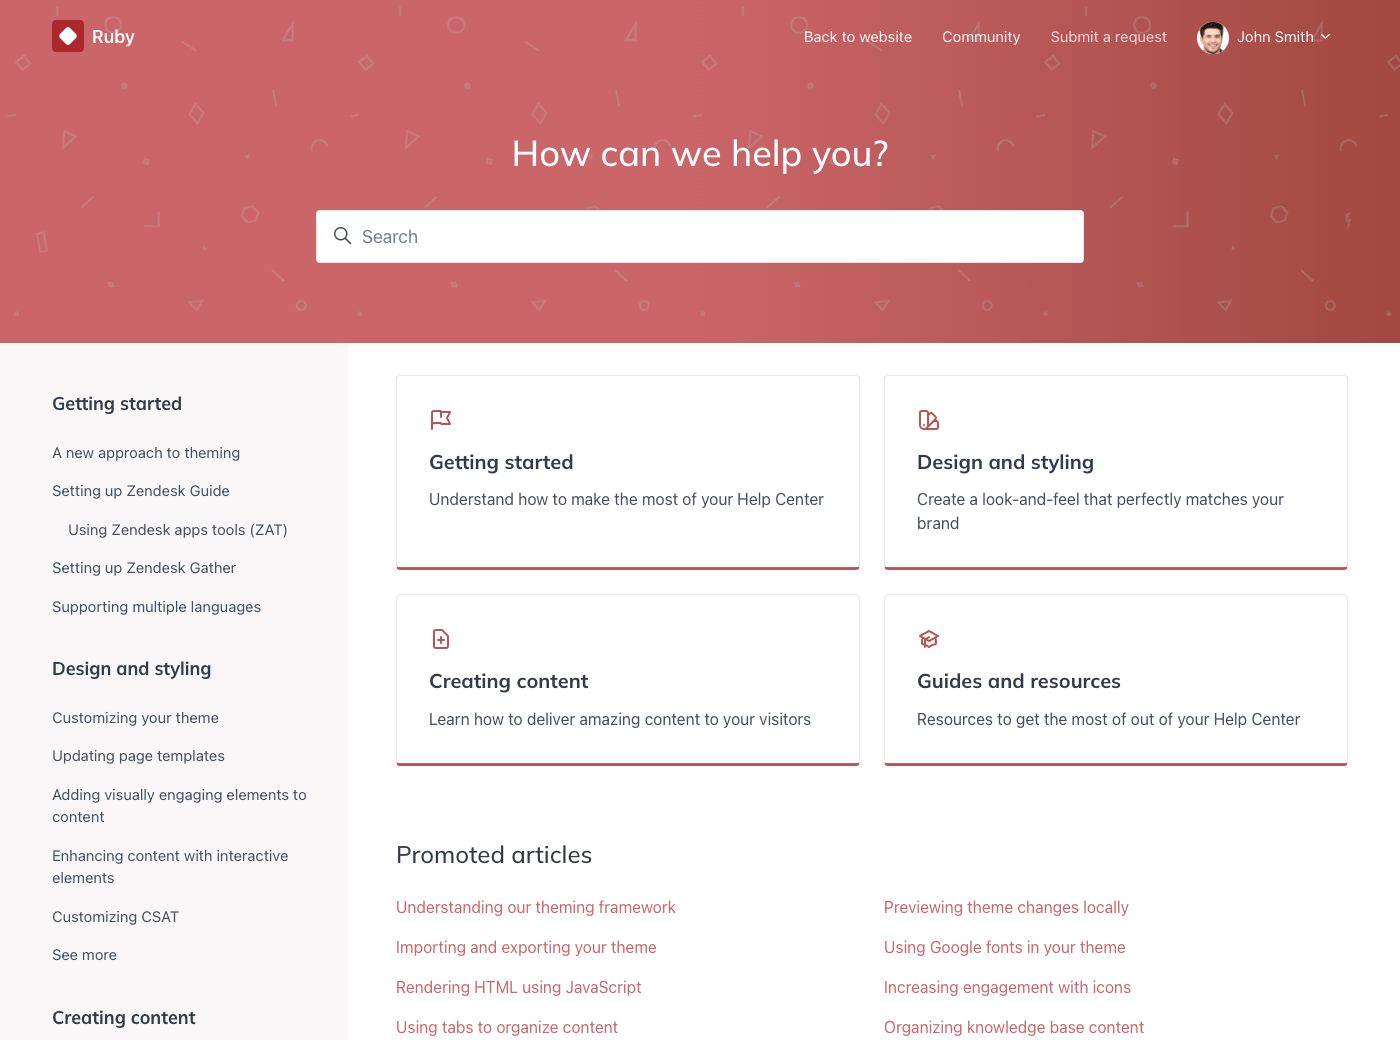 Ruby
Back to website
Community
Submit a request
John Smith
How can we help you?
Search
Getting started
A new approach to theming
Setting up Zendesk Guide
Using Zendesk apps tools (ZAT)
Setting up Zendesk Gather
Supporting multiple languages
Design and styling
Customizing your theme
Updating page templates
Adding visually engaging elements to
content
Enhancing content with interactive
elements
Customizing CSAT
See more
Creating content
Getting started
Understand how to make the most of your Help Center
Design and styling
Create a look-and-feel that perfectly matches your
brand
Creating content
Learn how to deliver amazing content to your visitors
Guides and resources
Resources to get the most of out of your Help Center
Promoted articles
Understanding our theming framework
Previewing theme changes locally
Importing and exporting your theme
Using Google fonts in your theme
Rendering HTML using JavaScript
Increasing engagement with icons
Using tabs to organize content
Organizing knowledge base content